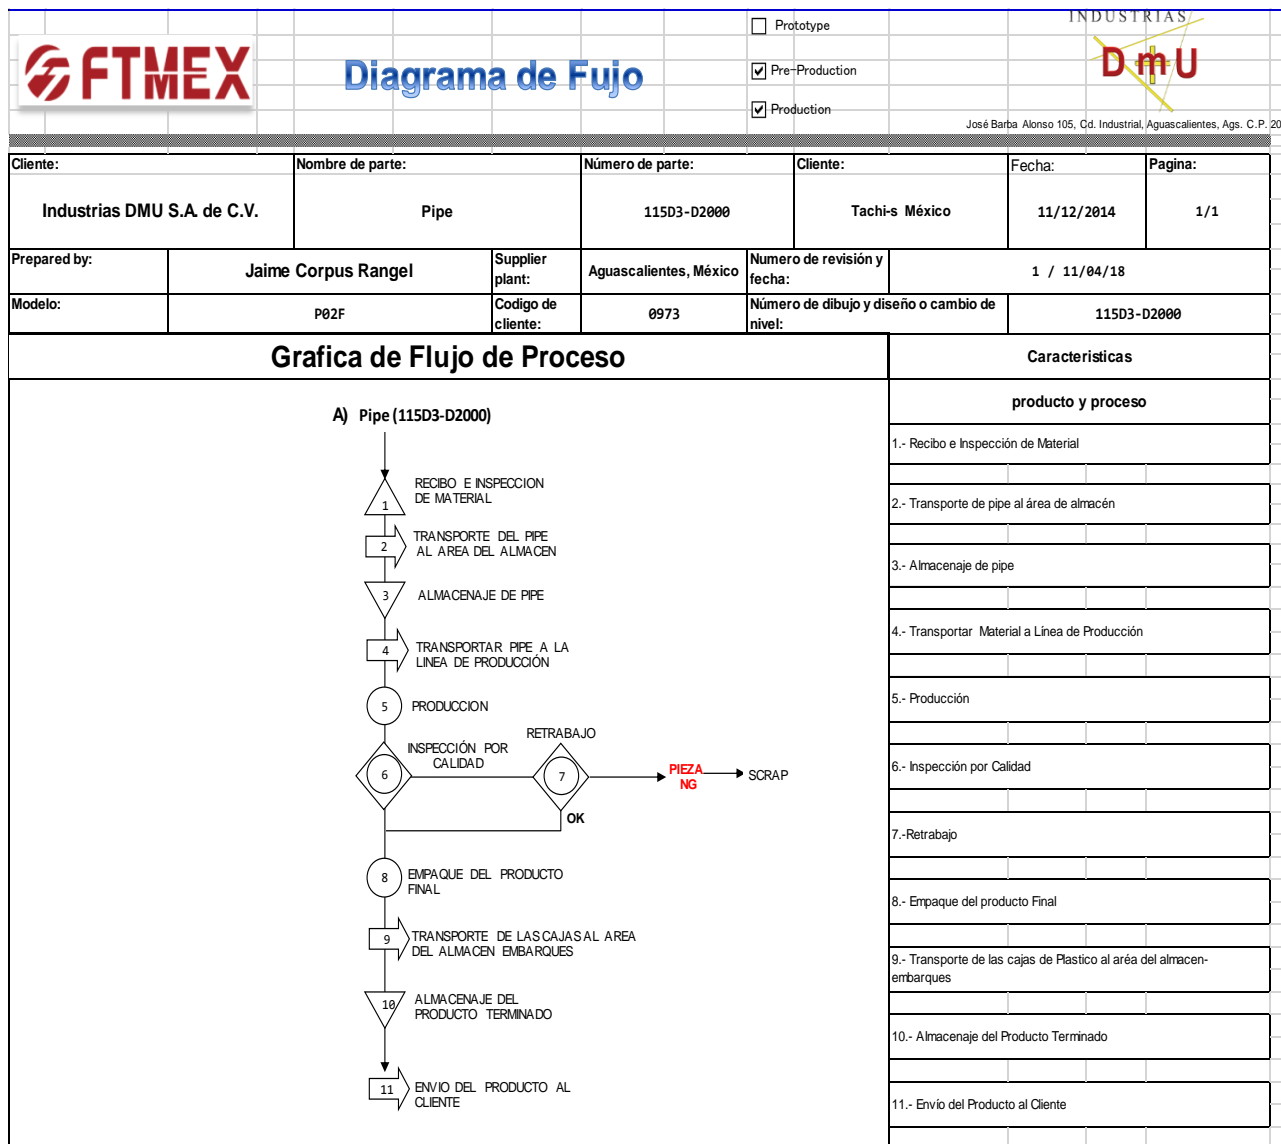 FTMEX
Diagrama de Fujo
Prototype
Pre-Production
Production
INDUSTRIAS
DmU
José Barba Alonso 105, Cd. Industrial, Aguascalientes, Ags. C.P. 20
Cliente:
Industrias DMU S.A. de C.V.
Nombre de parte:
Pipe
Número de parte:
115D3-D2000
Cliente:
Tachi-s México
Fecha:
11/12/2014
Pagina:
1/1
Prepared by:
Jaime Corpus Rangel
Supplier
plant:
Aguascalientes, México
Numero de revisión y
fecha:
1 / 11/04/18
Modelo:
P02F
Codigo de
cliente:
0973
Número de dibujo y diseño o cambio de
nivel:
115D3-D2000
Grafica de Flujo de Proceso
A) Pipe (115D3-D2000)
1
RECIBO E INSPECCION
DE MATERIAL
2
TRANSPORTE DEL PIPE
AL AREA DEL ALMACEN
3
ALMACENAJE DE PIPE
4
TRANSPORTAR PIPE A LA
LINEA DE PRODUCCIÓN
5
PRODUCCION
6
INSPECCIÓN POR
CALIDAD
RETRABAJO
7
PIEZA
NG
SCRAP
OK
8
EMPAQUE DEL PRODUCTO
FINAL
9
TRANSPORTE DE LAS CAJAS AL AREA
DEL ALMACEN EMBARQUES
10
ALMACENAJE DEL
PRODUCTO TERMINADO
11
ENVIO DEL PRODUCTO AL
CLIENTE
Caracteristicas
producto y proceso
1.- Recibo e Inspección de Material
2.- Transporte de pipe al área de almacén
3.- Almacenaje de pipe
4.- Transportar Material a Línea de Producción
5.- Producción
6.- Inspección por Calidad
7.-Retrabajo
8.- Empaque del producto Final
9.- Transporte de las cajas de Plastico al aréa del almacen-
embarques
10.- Almacenaje del Producto Terminado
11.- Envío del Producto al Cliente